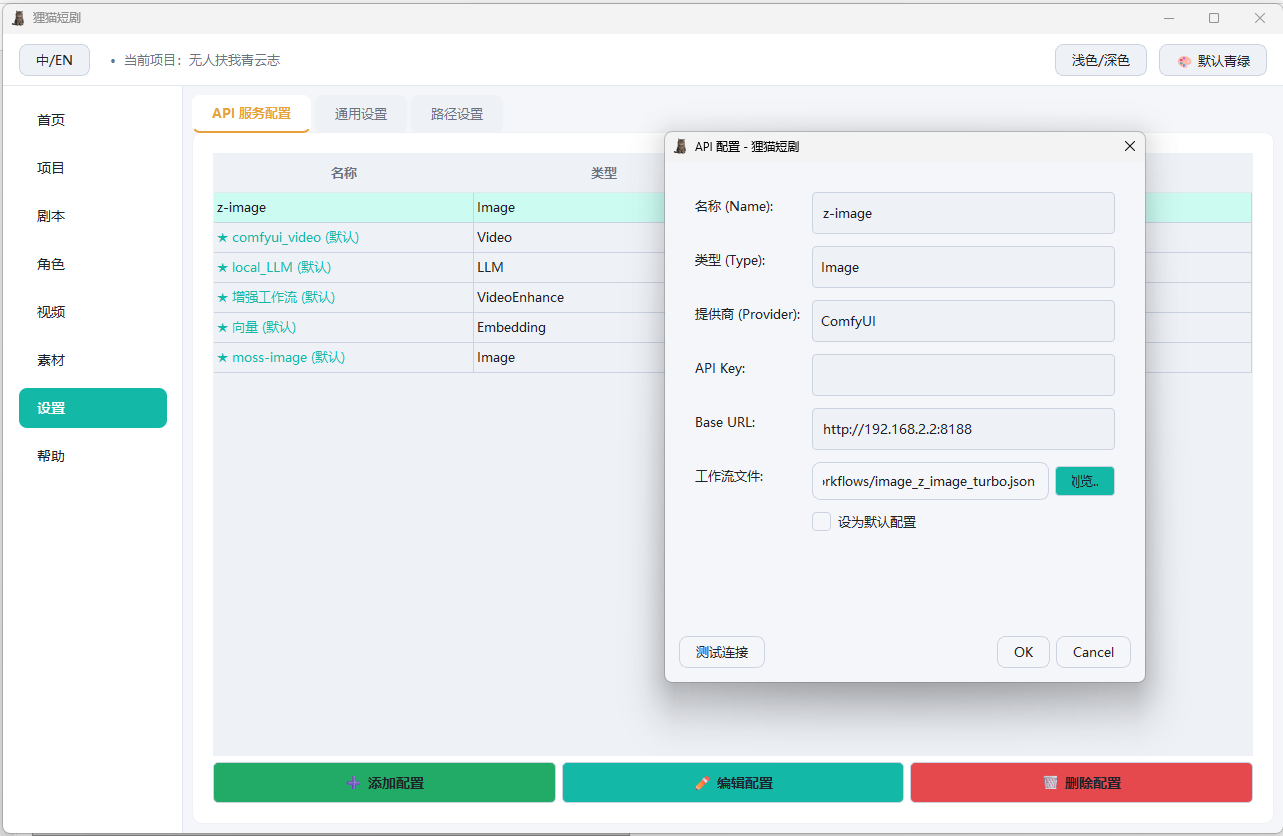 狸猫短剧
中/EN
• 当前项目：无人扶我青云志
浅色/深色
默认青绿
首页
项目
剧本
角色
视频
素材
设置
帮助
API 服务配置
通用设置
路径设置
名称
类型
z-image
Image
★ comfyui_video (默认)
Video
★ local_LLM (默认)
LLM
★ 增强工作流 (默认)
VideoEnhance
★ 向量 (默认)
Embedding
★ moss-image (默认)
Image
API 配置 - 狸猫短剧
名称 (Name):
z-image
类型 (Type):
Image
提供商 (Provider):
ComfyUI
API Key:
Base URL:
http://192.168.2.2:8188
工作流文件:
rkflows/image_z_image_turbo.json
浏览..
设为默认配置
测试连接
OK
Cancel
添加配置
编辑配置
删除配置